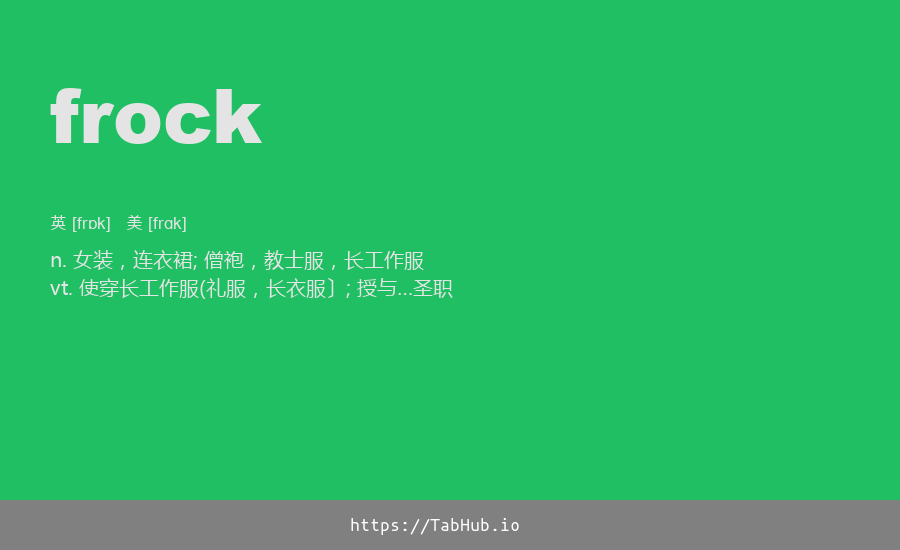 frock
英 [frɒk] 美 [frɑk]
n. 女装，连衣裙; 僧袍，教士服，长工作服
vt. 使穿长工作服(礼服，长衣服〕; 授与…圣职
https://TabHub.io